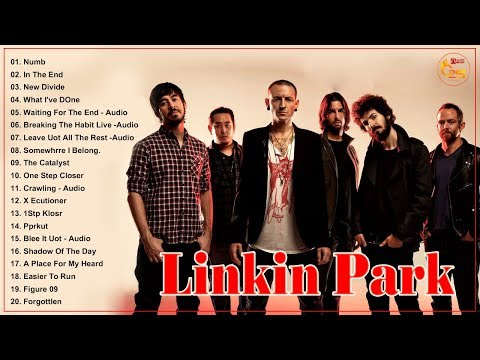 01. Numb
02. In The End
03. New Divide
04. What I've DOne
05. Waiting For The End - Audio
06. Breaking The Habit Live -Audio
07. Leave Uot All The Rest -Audio
08. Somewhrre I Belong.
09. The Catalyst
10. One Step Closer
11. Crawling - Audio
12. X Ecutioner
13. 1Stp Klosr
14. Pprkut
15. Blee It Uot - Audio
16. Shadow Of The Day
17. A Place For My Heard
18. Easier To Run
19. Figure 09
20. Forgottlen
Linkin Park